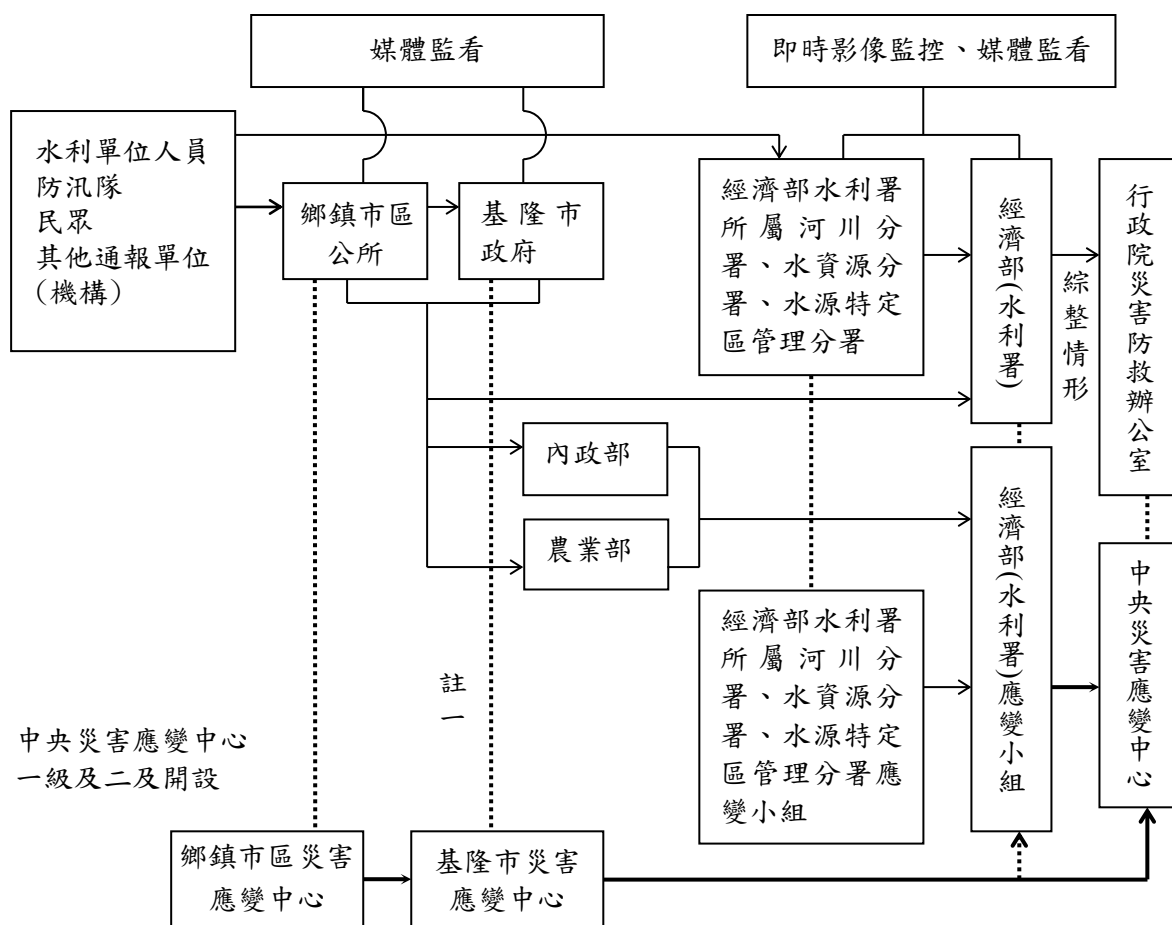 媒體監看
即時影像監控、媒體監看
水利單位人員
防汛隊
民眾
其他通報單位
(機構)
鄉鎮市區
公所
基隆市
政府
經濟部水利署
所屬河川分
署、水資源分
署、水源特定
區管理分署
經濟部(水利署)
綜整情形
行政院災害防救辦公室
內政部
農業部
經濟部水利署
所屬河川分
署、水資源分
署、水源特定
區管理分署應
變小組
經濟部(水利署)應變小組
中央災害應變中心
註一
中央災害應變中心
一級及二及開設
鄉鎮市區災害
應變中心
基隆市災害
應變中心